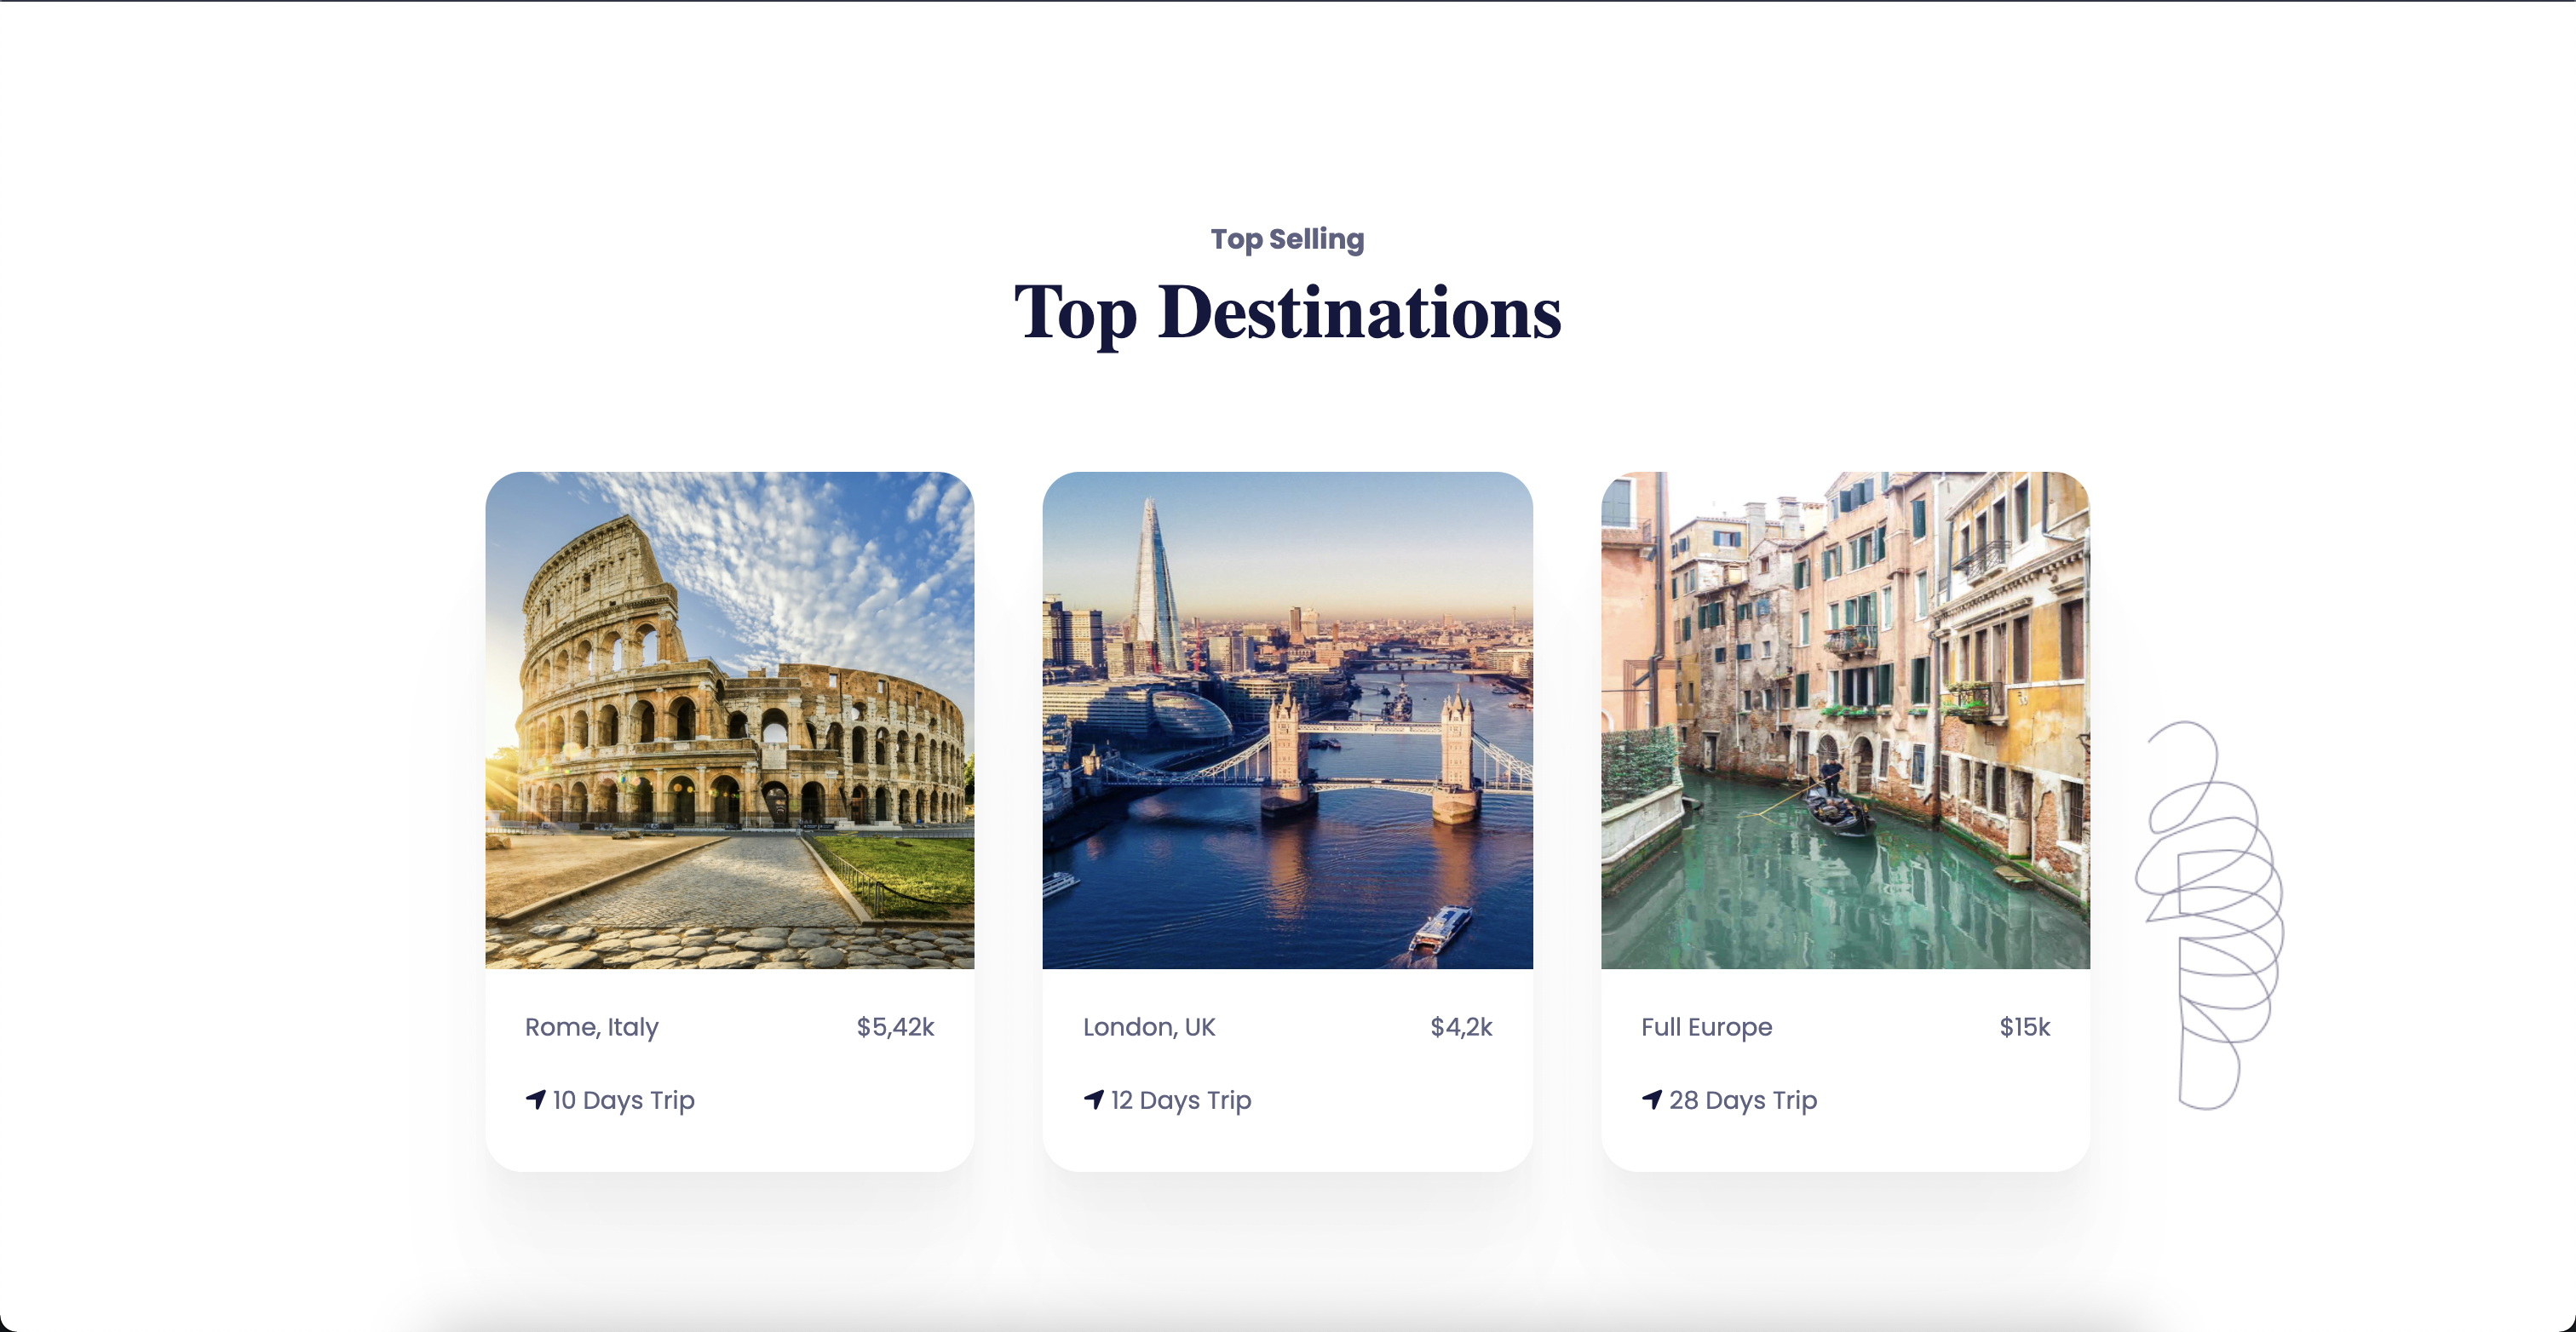 Top Selling
Top Destinations
Rome, Italy $5,42k
10 Days Trip
London, UK $4,2k
12 Days Trip
Full Europe $15k
28 Days Trip